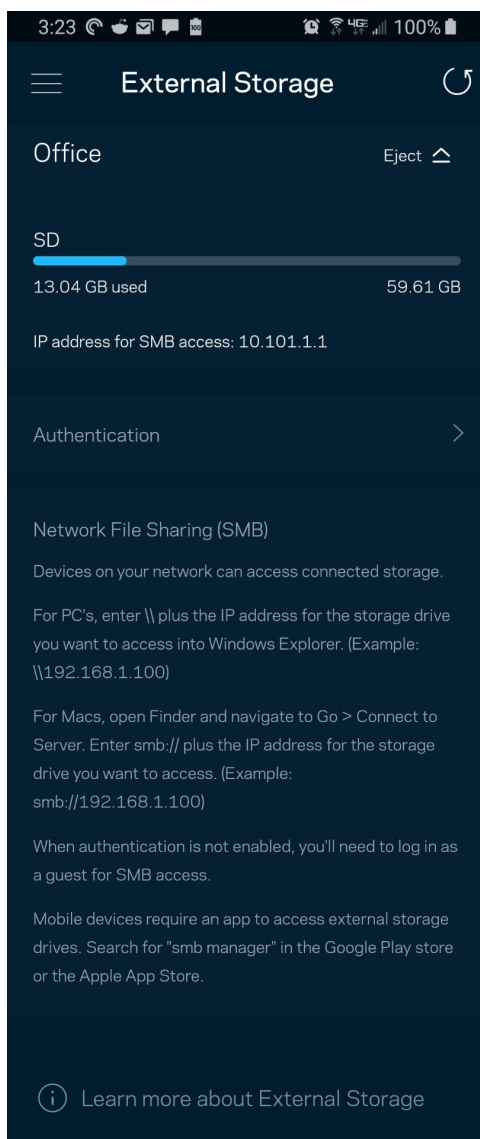 3:23 100%
External Storage
Office Eject
SD
13.04 GB used 59.61 GB
IP address for SMB access: 10.101.1.1
Authentication
Network File Sharing (SMB)
Devices on your network can access connected storage.
For PC's, enter \\ plus the IP address for the storage drive
you want to access into Windows Explorer. (Example:
\\192.168.1.100)
For Macs, open Finder and navigate to Go > Connect to
Server. Enter smb:// plus the IP address for the storage
drive you want to access. (Example:
smb://192.168.1.100)
When authentication is not enabled, you'll need to log in as
a guest for SMB access.
Mobile devices require an app to access external storage
drives. Search for "smb manager" in the Google Play store
or the Apple App Store.
Learn more about External Storage